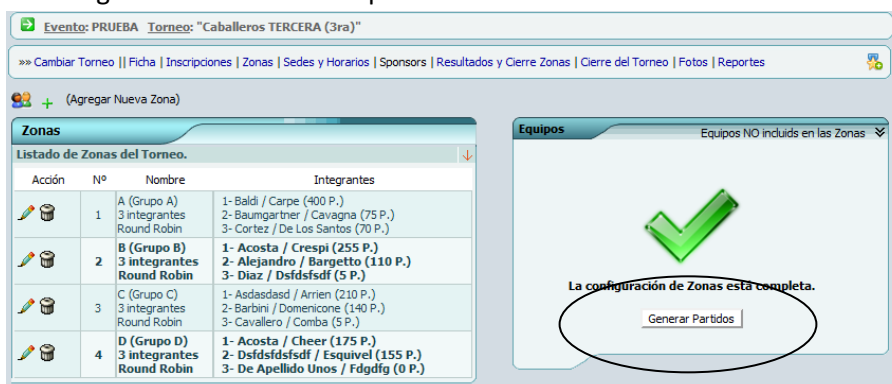 Evento: PRUEBA Torneo: "Caballeros TERCERA (3ra)"
»» Cambiar Torneo || Ficha | Inscripciones | Zonas | Sedes y Horarios | Sponsors | Resultados y Cierre Zonas | Cierre del Torneo | Fotos | Reportes
(Agregar Nueva Zona)
Zonas
Listado de Zonas del Torneo.
Acción Nº Nombre Integrantes
1 A (Grupo A) 3 integrantes Round Robin
1- Baldi / Carpe (400 P.)
2- Baumgartner / Cavagna (75 P.)
3- Cortez / De Los Santos (70 P.)
2 B (Grupo B) 3 integrantes Round Robin
1- Acosta / Crespi (255 P.)
2- Alejandro / Bargetto (110 P.)
3- Diaz / Dsfdsfsdf (5 P.)
3 C (Grupo C) 3 integrantes Round Robin
1- Asdasdasd / Arrien (210 P.)
2- Barbini / Domenicone (140 P.)
3- Cavallero / Comba (5 P.)
4 D (Grupo D) 3 integrantes Round Robin
1- Acosta / Cheer (175 P.)
2- Dsfdsfdsfsdf / Esquivel (155 P.)
3- De Apellido Unos / Fdgdfg (0 P.)
Equipos
Equipos NO incluids en las Zonas
La configuración de Zonas está completa.
Generar Partidos